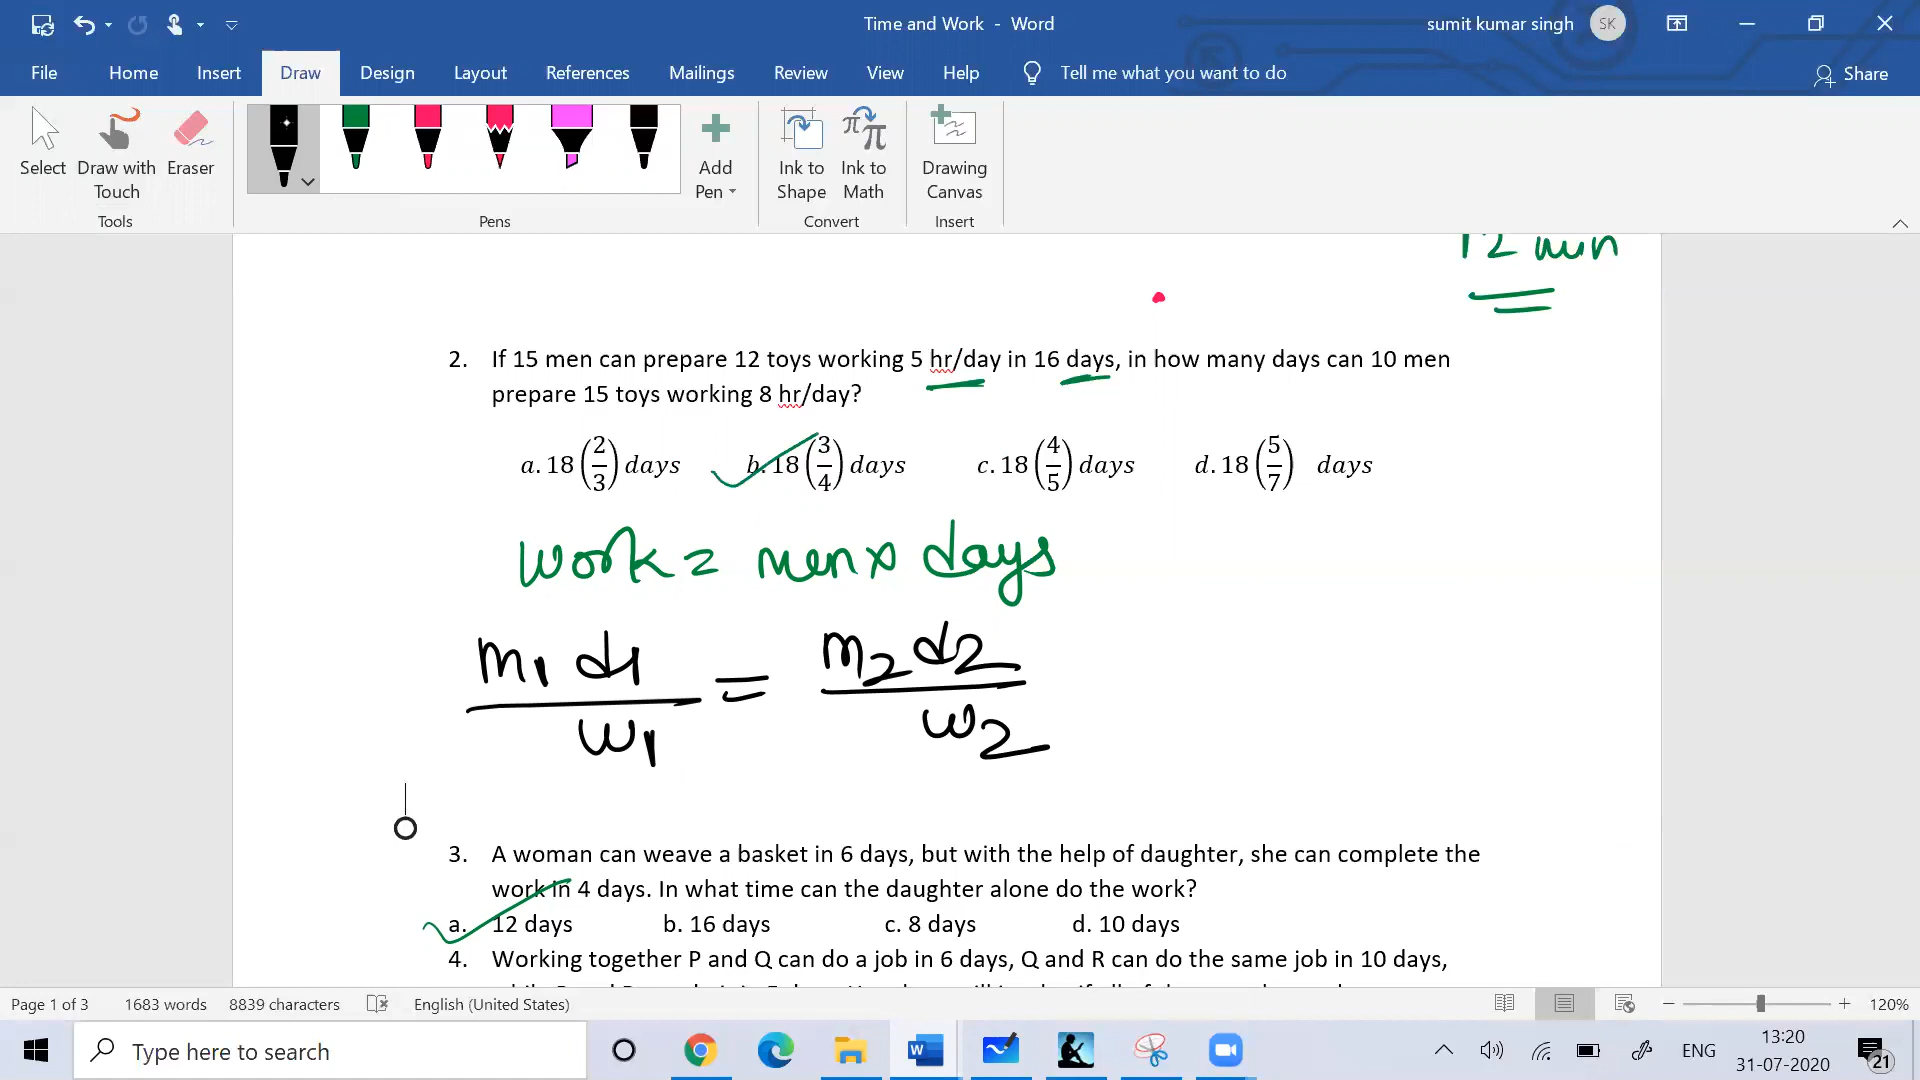 Time and Work - Word
sumit kumar singh
SK
File Home Insert Draw Design Layout References Mailings Review View Help Tell me what you want to do
Share
Select
Draw with Touch
Eraser
Tools
Pens
Add Pen
Ink to Shape
Ink to Math
Convert
Drawing Canvas
Insert
12 min
2. If 15 men can prepare 12 toys working 5 hr/day in 16 days, in how many days can 10 men
prepare 15 toys working 8 hr/day?
a. 18 (2/3) days b. 18 (3/4) days c. 18 (4/5) days d. 18 (5/7) days
work = men x days
m1 d1 / w1 = m2 d2 / w2
3. A woman can weave a basket in 6 days, but with the help of daughter, she can complete the
work in 4 days. In what time can the daughter alone do the work?
a. 12 days b. 16 days c. 8 days d. 10 days
4. Working together P and Q can do a job in 6 days, Q and R can do the same job in 10 days,
Page 1 of 3 1683 words 8839 characters English (United States)
120%
Type here to search
ENG
13:20
31-07-2020
21